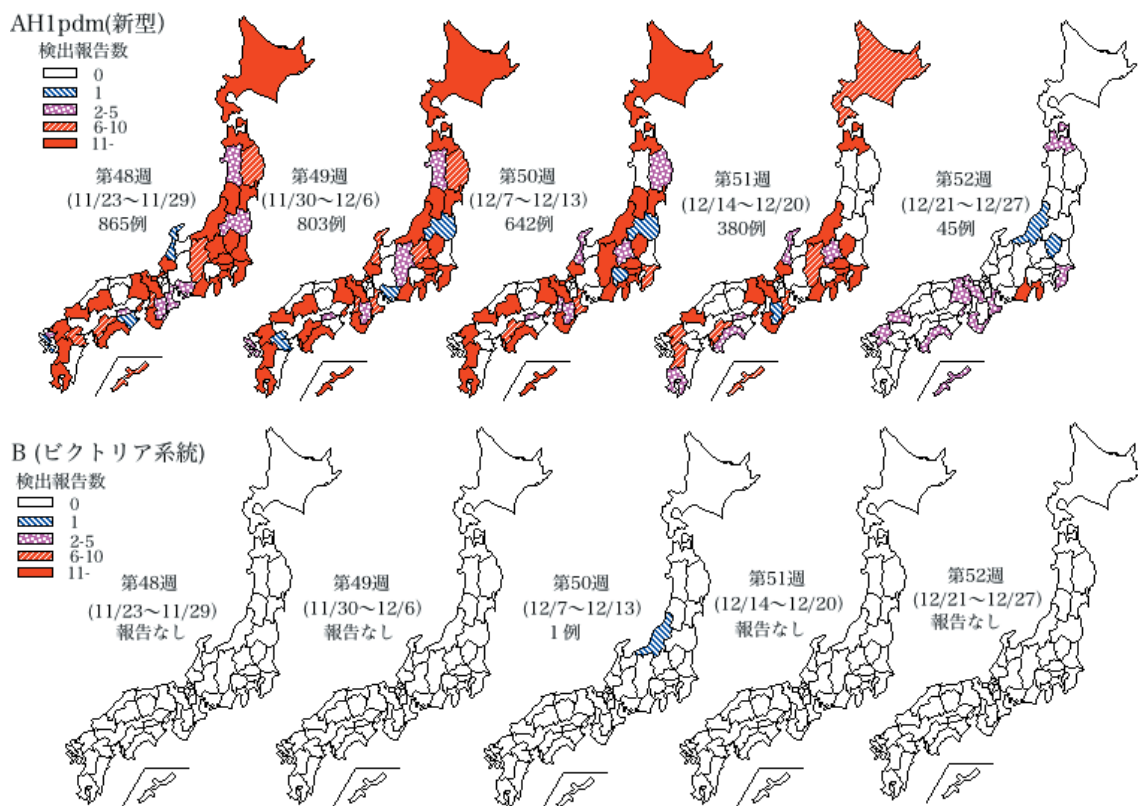 AH1pdm(新型)
検出報告数
0
1
2-5
6-10
11-
第48週
(11/23〜11/29)
865例
第49週
(11/30〜12/6)
803例
第50週
(12/7〜12/13)
642例
第51週
(12/14〜12/20)
380例
第52週
(12/21〜12/27)
45例
B (ビクトリア系統)
検出報告数
0
1
2-5
6-10
11-
第48週
(11/23〜11/29)
報告なし
第49週
(11/30〜12/6)
報告なし
第50週
(12/7〜12/13)
1例
第51週
(12/14〜12/20)
報告なし
第52週
(12/21〜12/27)
報告なし